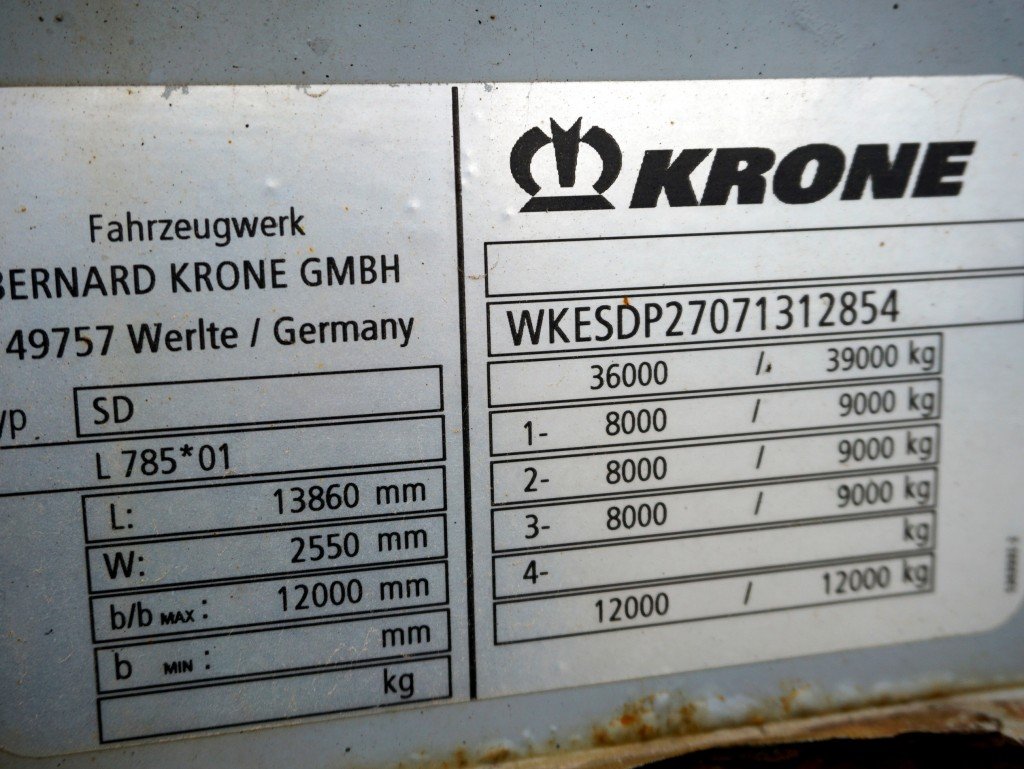 Fahrzeugwerk
BERNARD KRONE GMBH
49757 Werlte / Germany
SD
L 785*01
L: 13860 mm
W: 2550 mm
b/b MAX : 12000 mm
b MIN : mm
kg
KRONE
WKESDP27071312854
36000 / 39000 kg
1- 8000 / 9000 kg
2- 8000 / 9000 kg
3- 8000 / 9000 kg
4- kg
12000 / 12000 kg